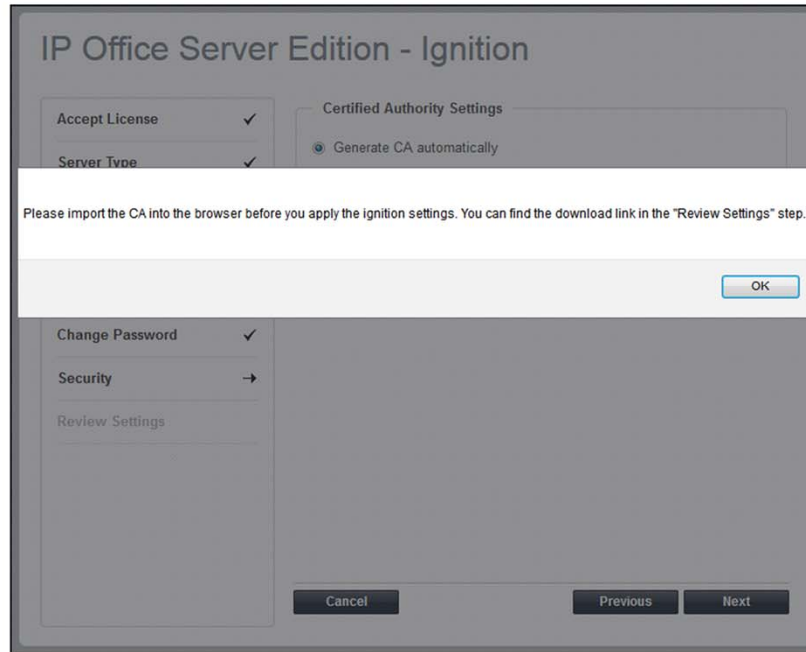 IP Office Server Edition - Ignition
Accept License
Server Type
Certified Authority Settings
Generate CA automatically
Please import the CA into the browser before you apply the ignition settings. You can find the download link in the "Review Settings" step.
OK
Change Password
Security
Review Settings
Cancel
Previous
Next